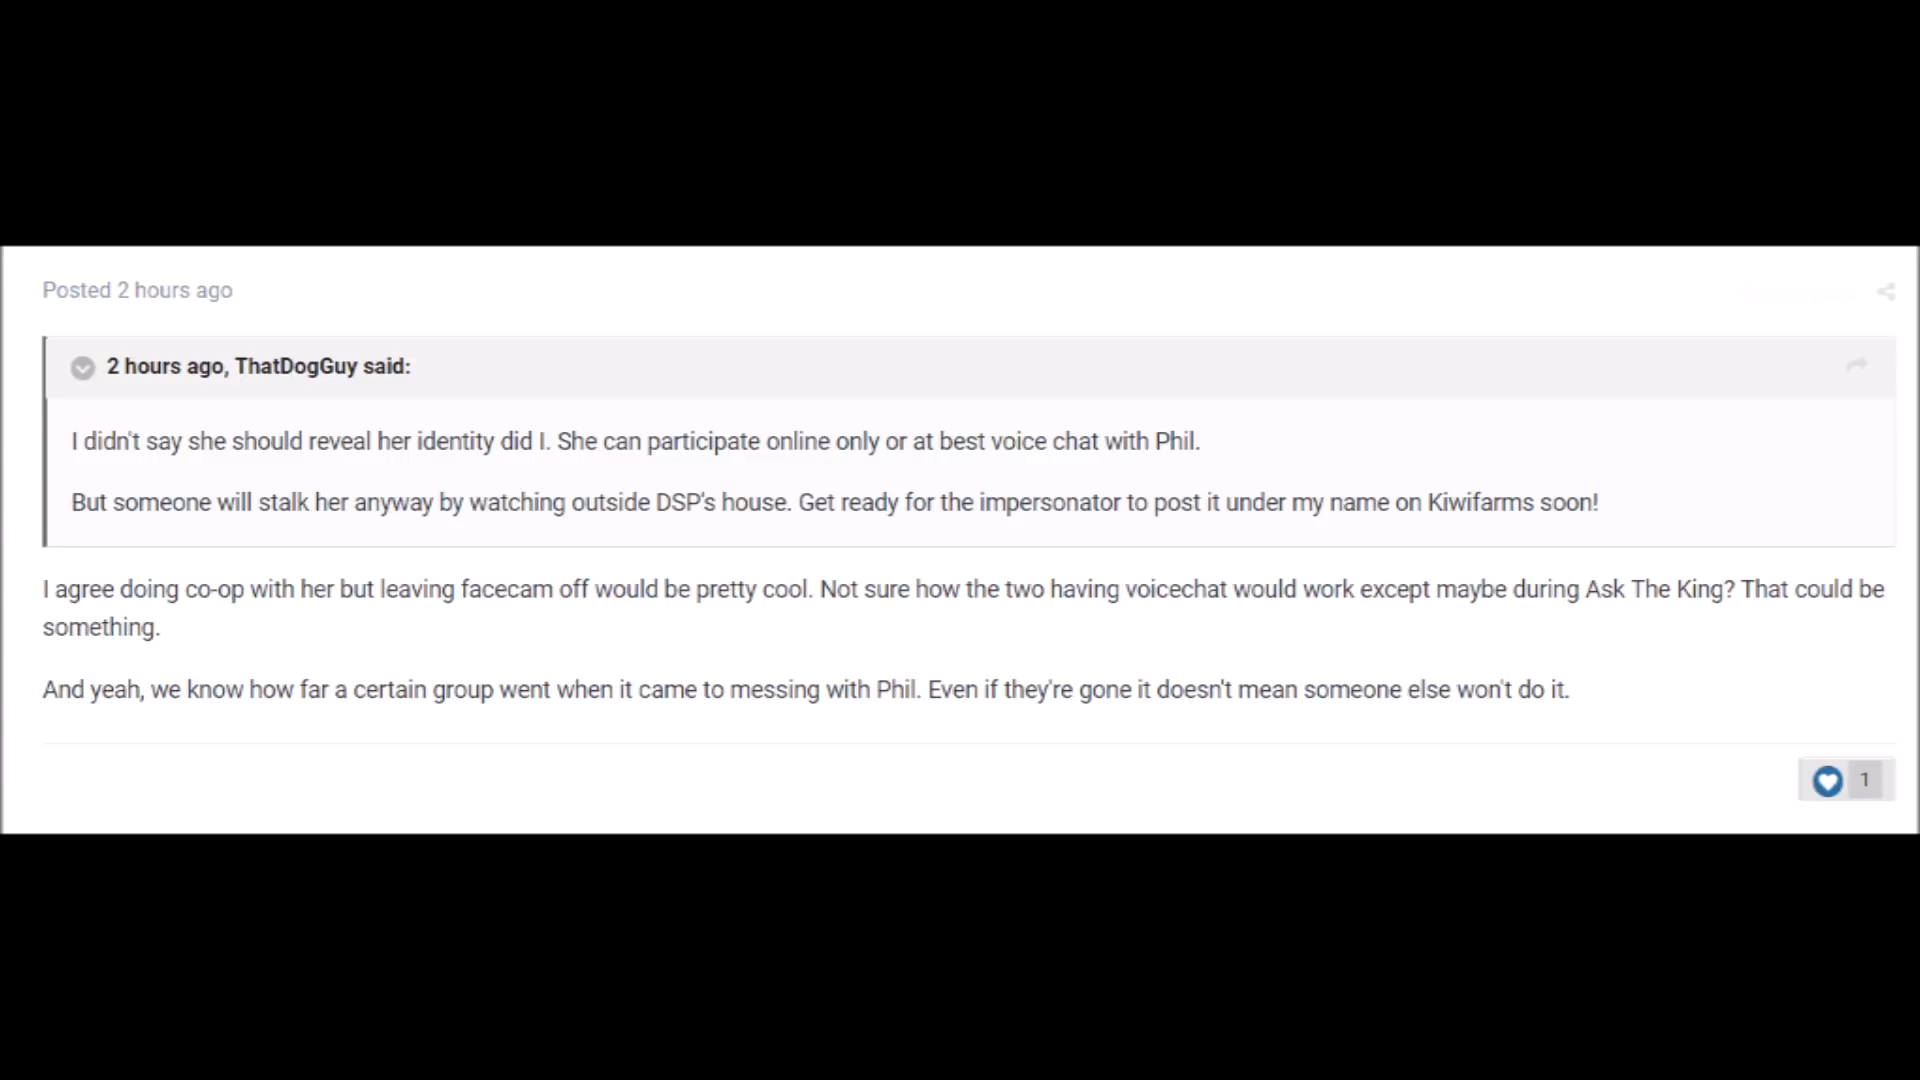 Posted 2 hours ago
2 hours ago, ThatDogGuy said:
I didn't say she should reveal her identity did I. She can participate online only or at best voice chat with Phil.
But someone will stalk her anyway by watching outside DSP's house. Get ready for the impersonator to post it under my name on Kiwifarms soon!
I agree doing co-op with her but leaving facecam off would be pretty cool. Not sure how the two having voicechat would work except maybe during Ask The King? That could be
something.
And yeah, we know how far a certain group went when it came to messing with Phil. Even if they're gone it doesn't mean someone else won't do it.
1